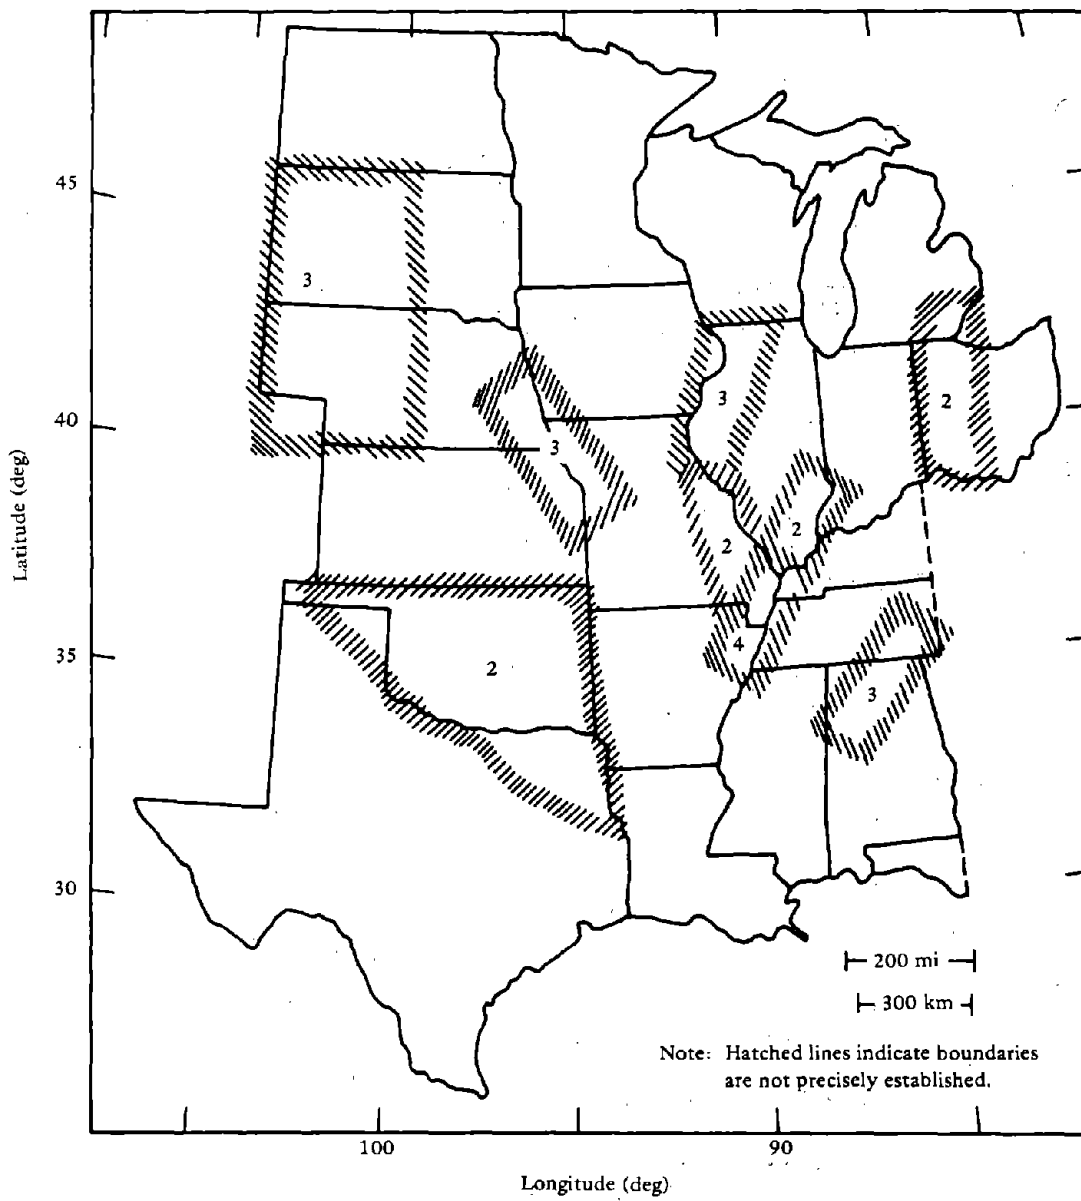 45
3
40
3
2
3
2
2
4
35
2
3
30
200 mi
300 km
Note: Hatched lines indicate boundaries
are not precisely established.
100
90
Latitude (deg)
Longitude (deg)